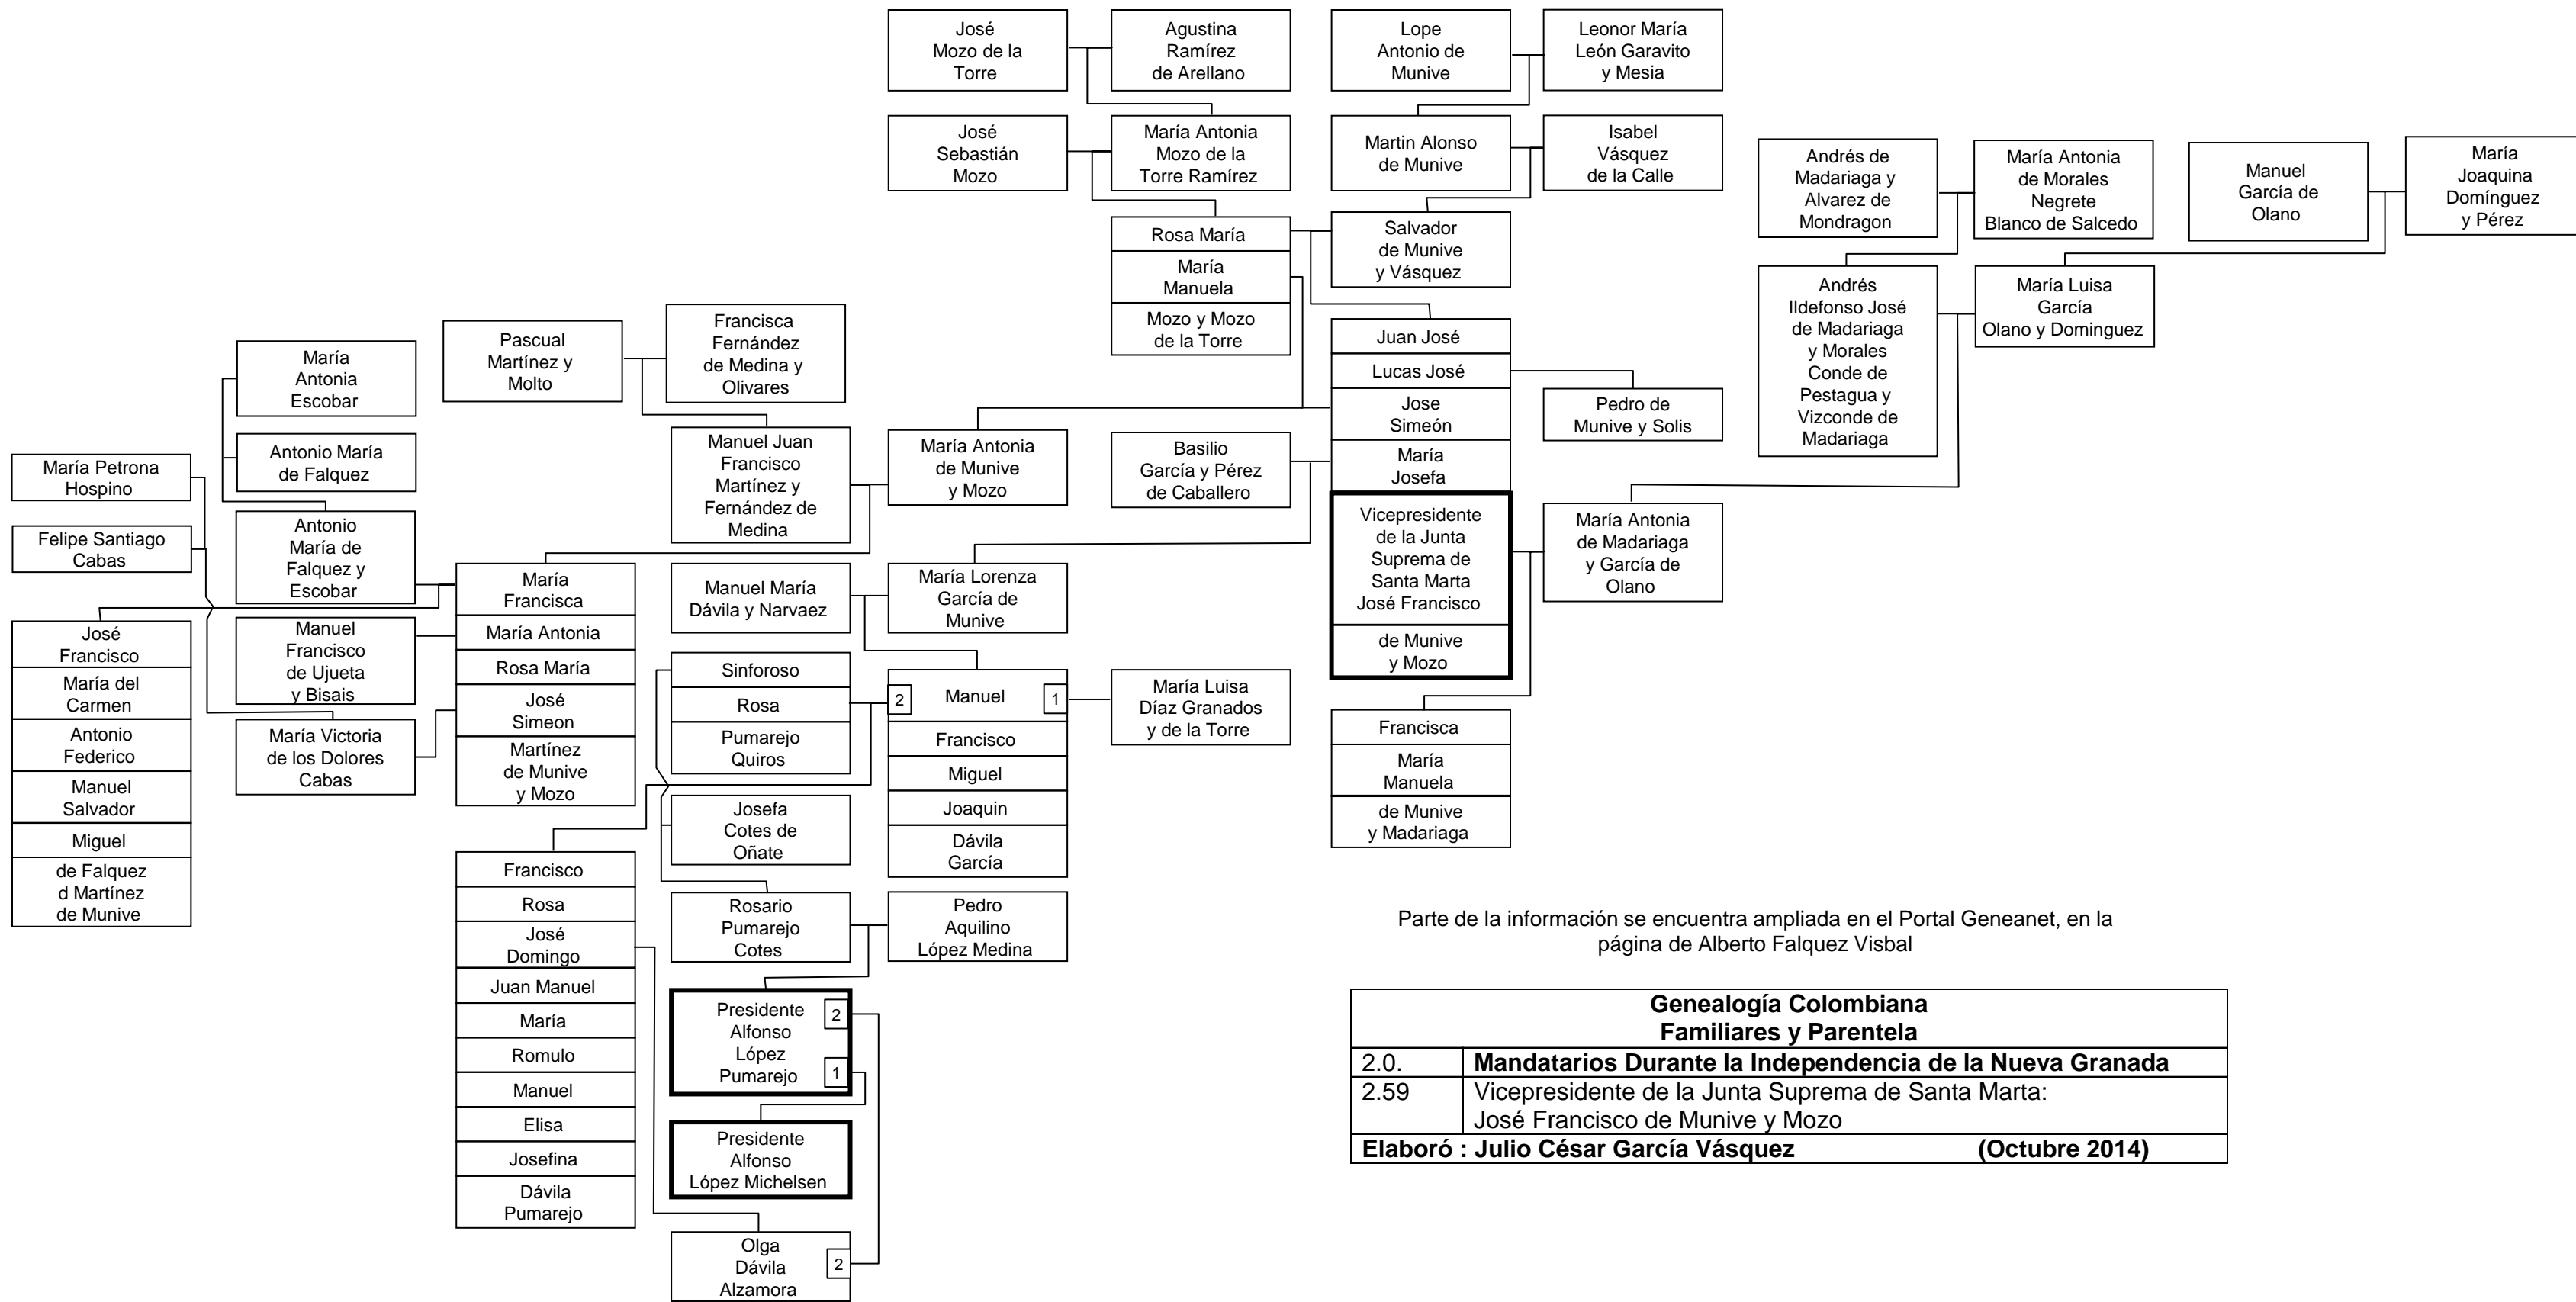 José
Mozo de la
Torre
Agustina
Ramírez
de Arellano
Lope
Antonio de
Munive
Leonor María
León Garavito
y Mesia
José
Sebastián
Mozo
María Antonia
Mozo de la
Torre Ramírez
Martin Alonso
de Munive
Isabel
Vásquez
de la Calle
Andrés de
Madariaga y
Alvarez de
Mondragon
María Antonia
de Morales
Negrete
Blanco de Salcedo
Manuel
García de
Olano
María
Joaquina
Domínguez
y Pérez
Rosa María
María
Manuela
Mozo y Mozo
de la Torre
Salvador
de Munive
y Vásquez
Andrés
Ildefonso José
de Madariaga
y Morales
Conde de
Pestagua y
Vizconde de
Madariaga
María Luisa
García
Olano y Dominguez
Pascual
Martínez y
Molto
Francisca
Fernández
de Medina y
Olivares
María
Antonia
Escobar
Antonio María
de Falquez
María Petrona
Hospino
Felipe Santiago
Cabas
Antonio
María de
Falquez y
Escobar
Manuel Juan
Francisco
Martínez y
Fernández de
Medina
María Antonia
de Munive
y Mozo
Basilio
García y Pérez
de Caballero
Juan José
Lucas José
Jose
Simeón
María
Josefa
Vicepresidente
de la Junta
Suprema de
Santa Marta
José Francisco
de Munive
y Mozo
Pedro de
Munive y Solis
María Antonia
de Madariaga
y García de
Olano
José
Francisco
María del
Carmen
Antonio
Federico
Manuel
Salvador
Miguel
de Falquez
d Martínez
de Munive
Manuel
Francisco
de Ujueta
y Bisais
María Victoria
de los Dolores
Cabas
María
Francisca
María Antonia
Rosa María
José
Simeon
Martínez
de Munive
y Mozo
Manuel María
Dávila y Narvaez
María Lorenza
García de
Munive
Sinforoso
Rosa
Pumarejo
Quiros
2
Manuel
1
Francisco
Miguel
Joaquin
Dávila
García
María Luisa
Díaz Granados
y de la Torre
Francisca
María
Manuela
de Munive
y Madariaga
Josefa
Cotes de
Oñate
Francisco
Rosa
José
Domingo
Juan Manuel
María
Romulo
Manuel
Elisa
Josefina
Dávila
Pumarejo
Rosario
Pumarejo
Cotes
Pedro
Aquilino
López Medina
Presidente
Alfonso
López
Pumarejo
2
1
Presidente
Alfonso
López Michelsen
Olga
Dávila
Alzamora
2
Parte de la información se encuentra ampliada en el Portal Geneanet, en la
página de Alberto Falquez Visbal
Genealogía Colombiana
Familiares y Parentela
2.0. Mandatarios Durante la Independencia de la Nueva Granada
2.59 Vicepresidente de la Junta Suprema de Santa Marta:
José Francisco de Munive y Mozo
Elaboró : Julio César García Vásquez (Octubre 2014)